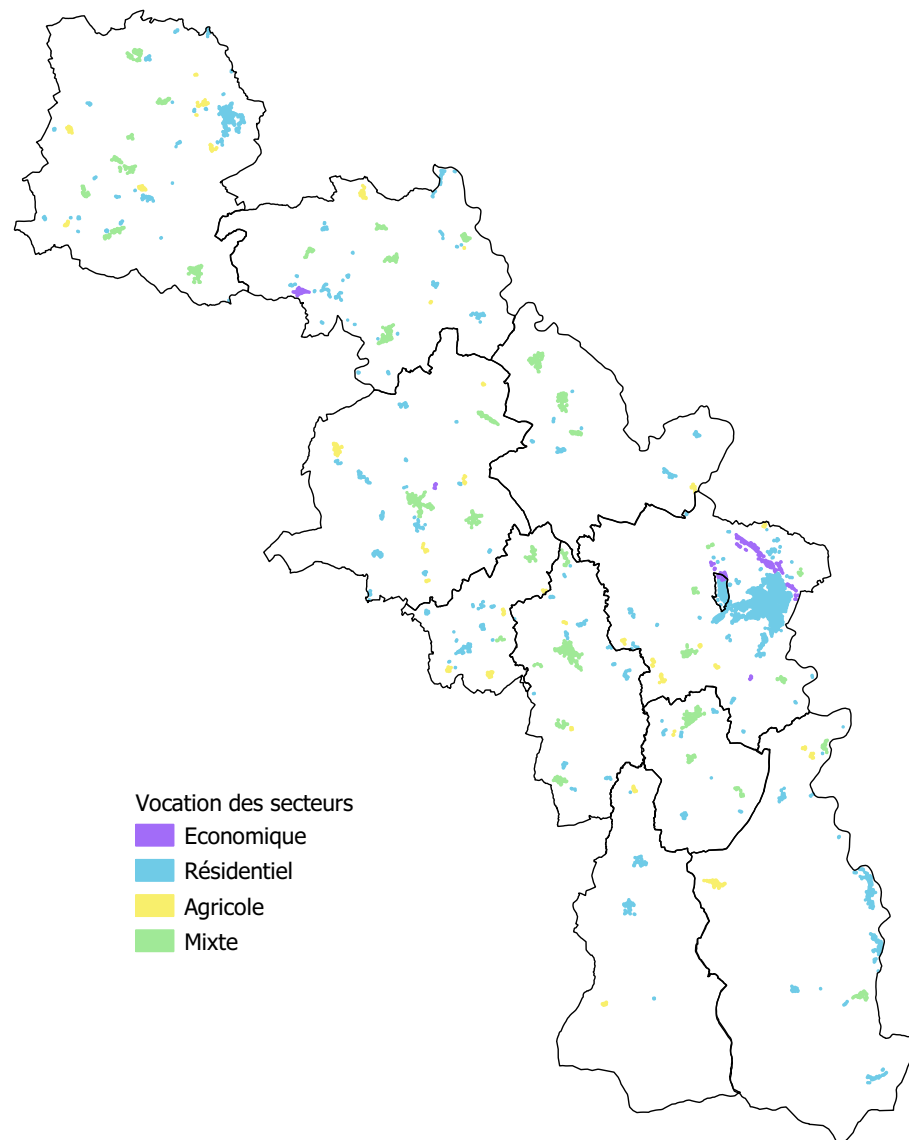 Vocation des secteurs
Economique
Résidentiel
Agricole
Mixte